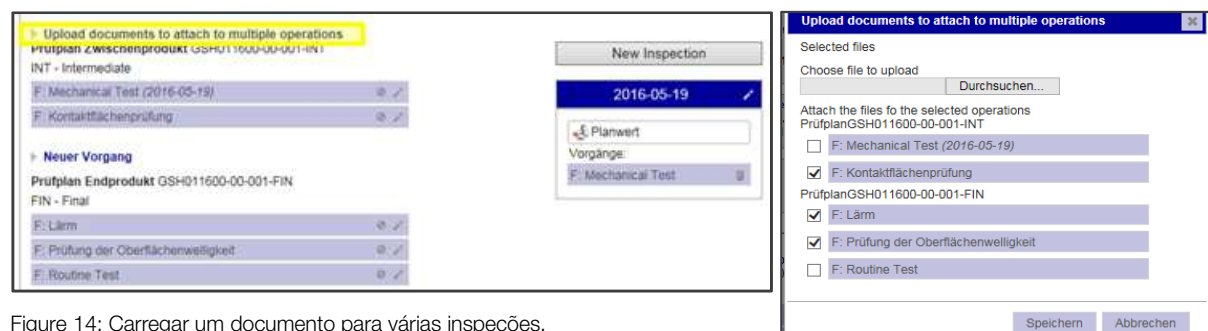 Upload documents to attach to multiple operations
Prüfplan Zwischenprodukt GSH011600-00-001-INT
INT - Intermediate
F: Mechanical Test (2016-05-19)
F: Kontaktflächenprüfung
Neuer Vorgang
Prüfplan Endprodukt GSH011600-00-001-FIN
FIN - Final
F: Lärm
F: Prüfung der Oberflächenwelligkeit
F: Routine Test
New Inspection
2016-05-19
Planwert
Vorgänge:
F: Mechanical Test
Upload documents to attach to multiple operations
Selected files
Choose file to upload
Durchsuchen...
Attach the files fo the selected operations
PrüfplanGSH011600-00-001-INT
F: Mechanical Test (2016-05-19)
F: Kontaktflächenprüfung
PrüfplanGSH011600-00-001-FIN
F: Lärm
F: Prüfung der Oberflächenwelligkeit
F: Routine Test
Speichern Abbrechen
Figure 14: Carregar um documento para várias inspeções.